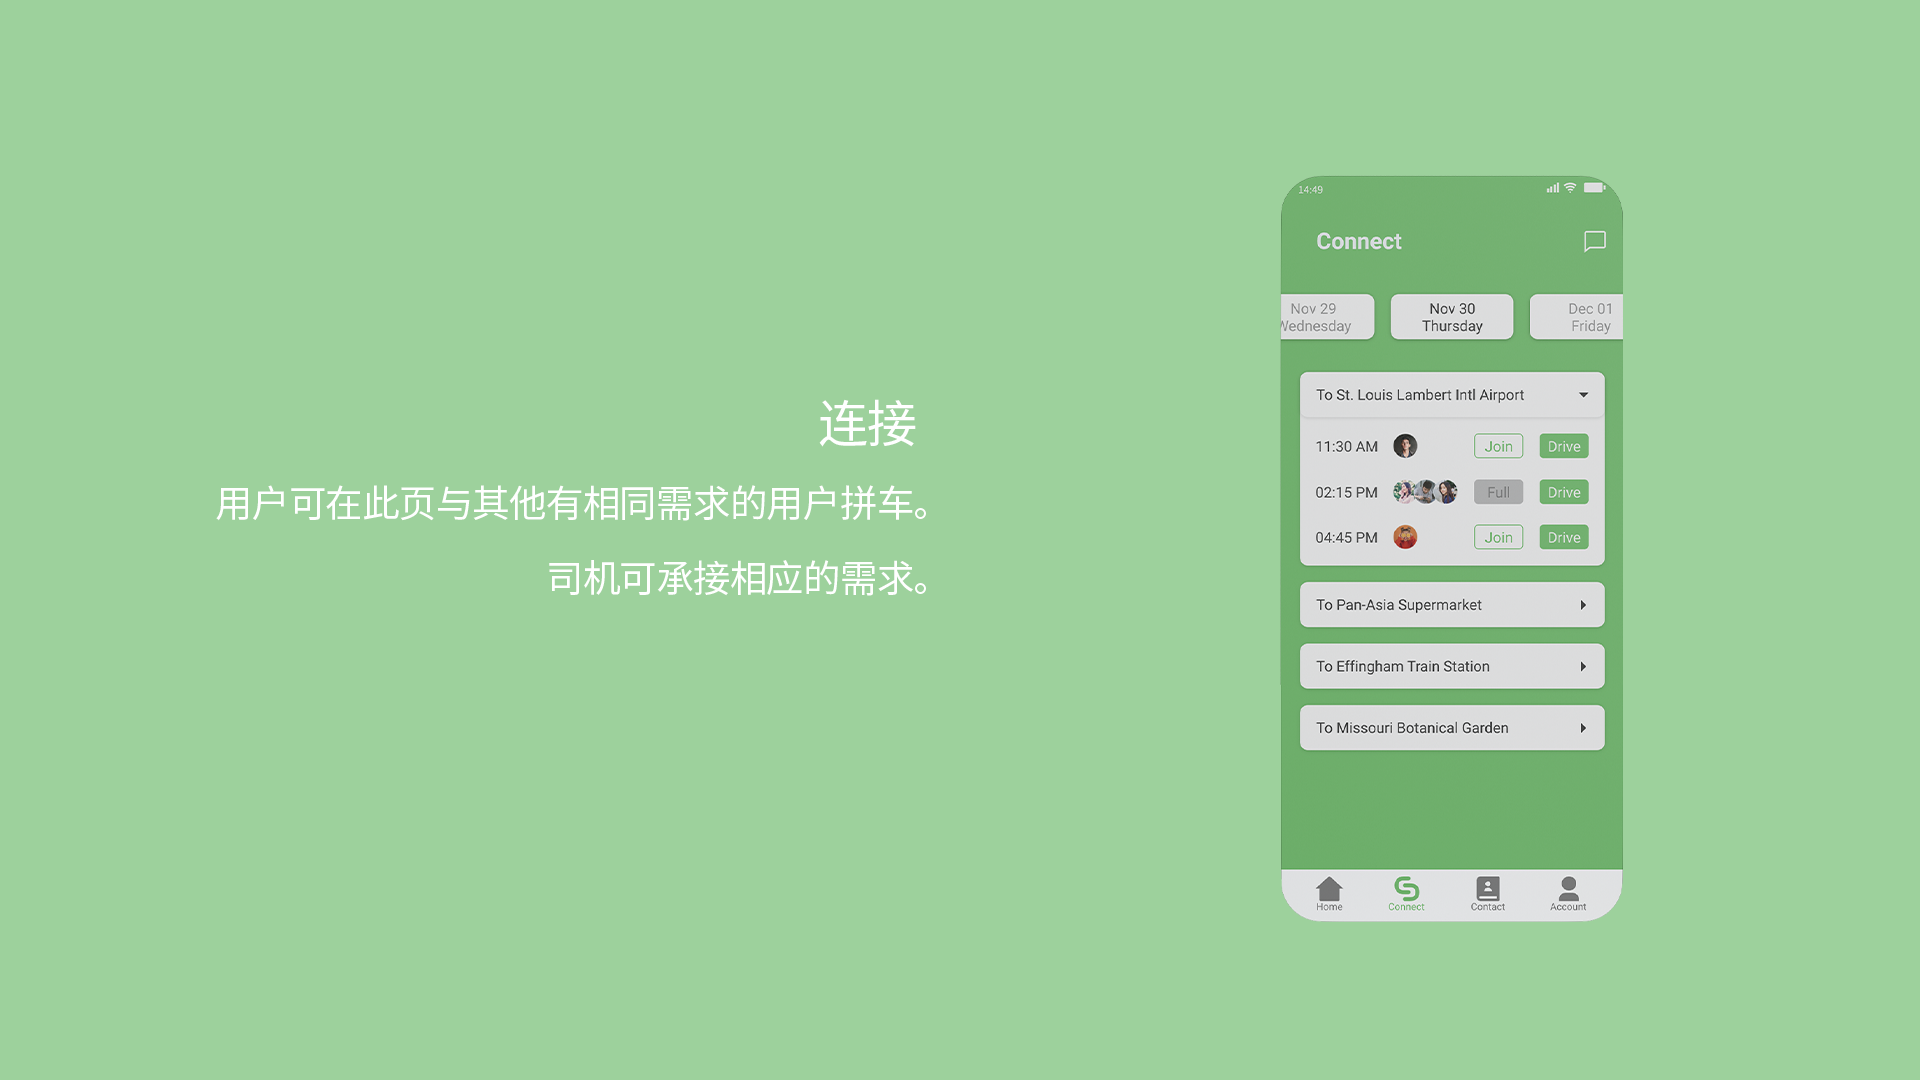 连接
用户可在此页与其他有相同需求的用户拼车。
司机可承接相应的需求。
14:49
Connect
Nov 29
Wednesday
Nov 30
Thursday
Dec 01
Friday
To St. Louis Lambert Intl Airport
11:30 AM Join Drive
02:15 PM Full Drive
04:45 PM Join Drive
To Pan-Asia Supermarket
To Effingham Train Station
To Missouri Botanical Garden
Home Connect Contact Account